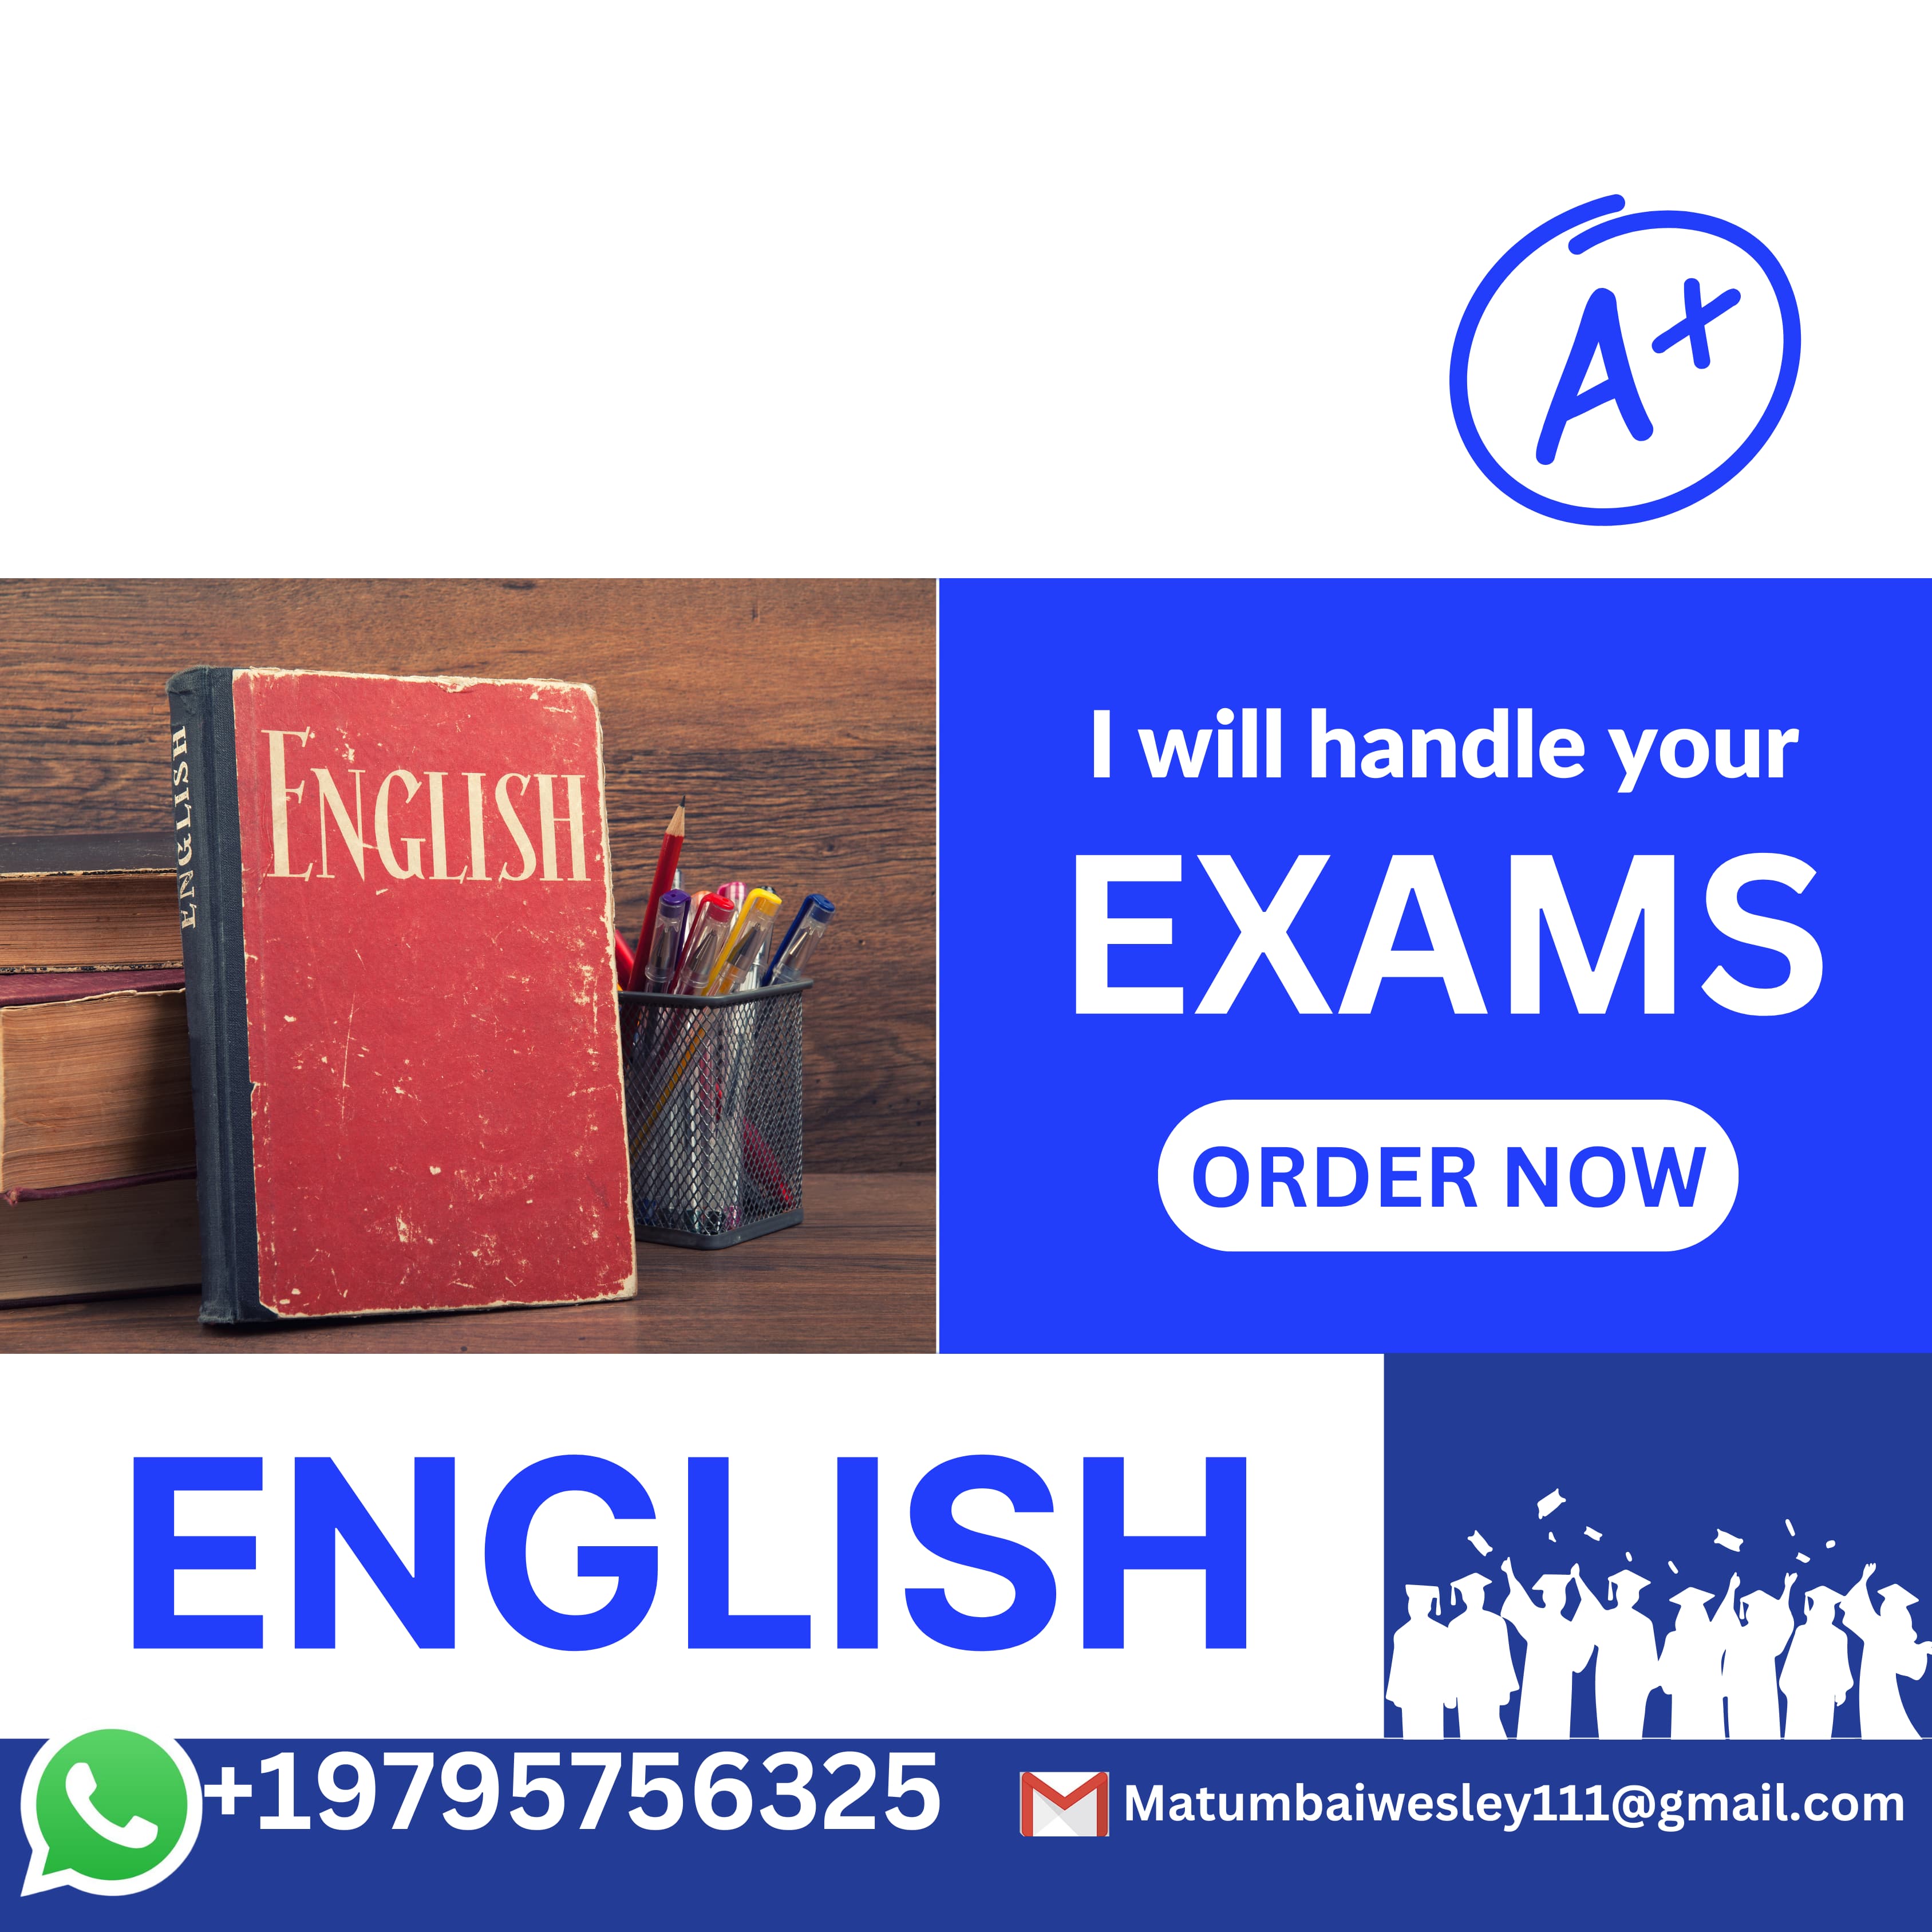 A+
ENGLISH
ENGLISH
I will handle your
EXAMS
ORDER NOW
ENGLISH
+19795756325
Matumbaiwesley111@gmail.com